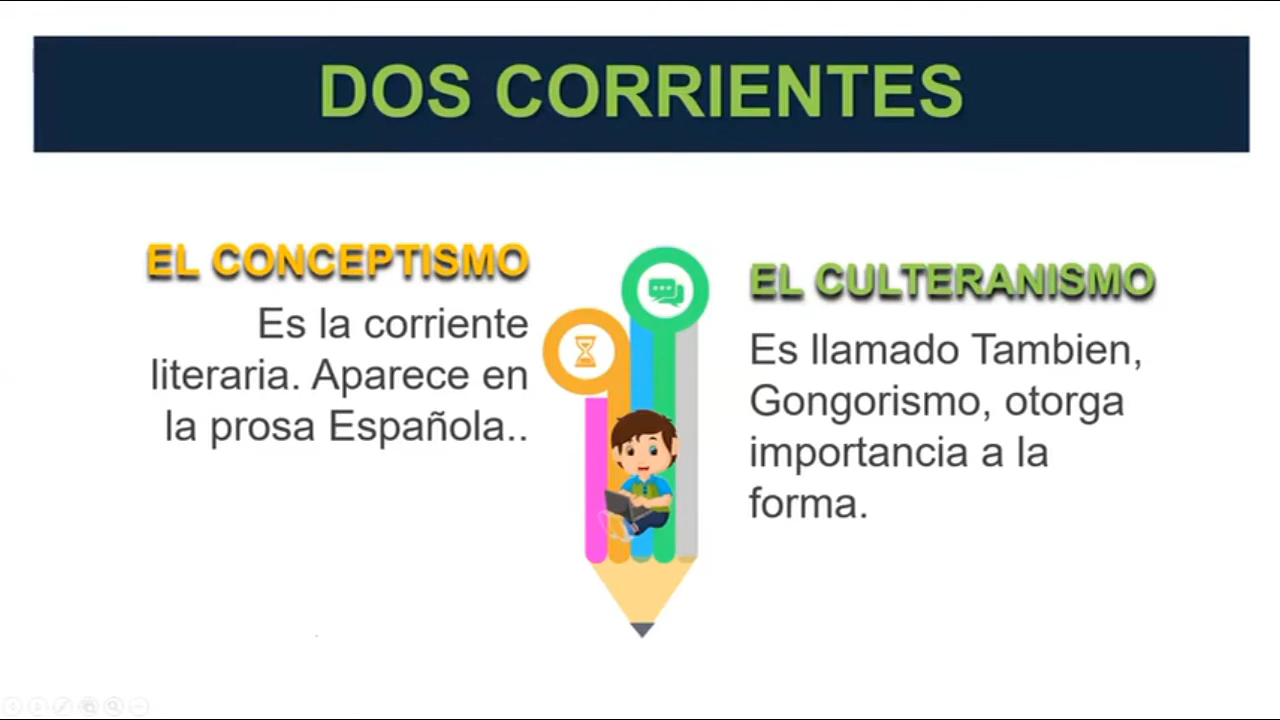 DOS CORRIENTES
EL CONCEPTISMO
Es la corriente
literaria. Aparece en
la prosa Española..
EL CULTERANISMO
Es llamado Tambien,
Gongorismo, otorga
importancia a la
forma.